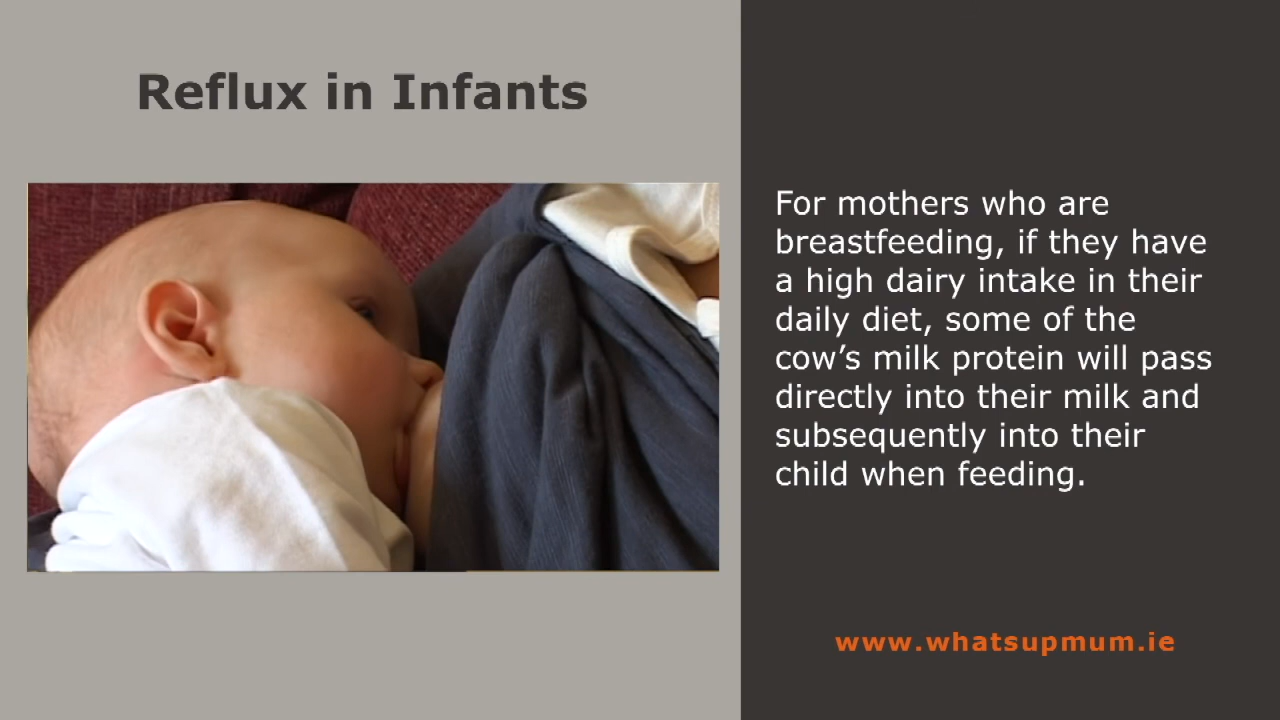 Reflux in Infants
For mothers who are
breastfeeding, if they have
a high dairy intake in their
daily diet, some of the
cow’s milk protein will pass
directly into their milk and
subsequently into their
child when feeding.
www.whatsupmum.ie